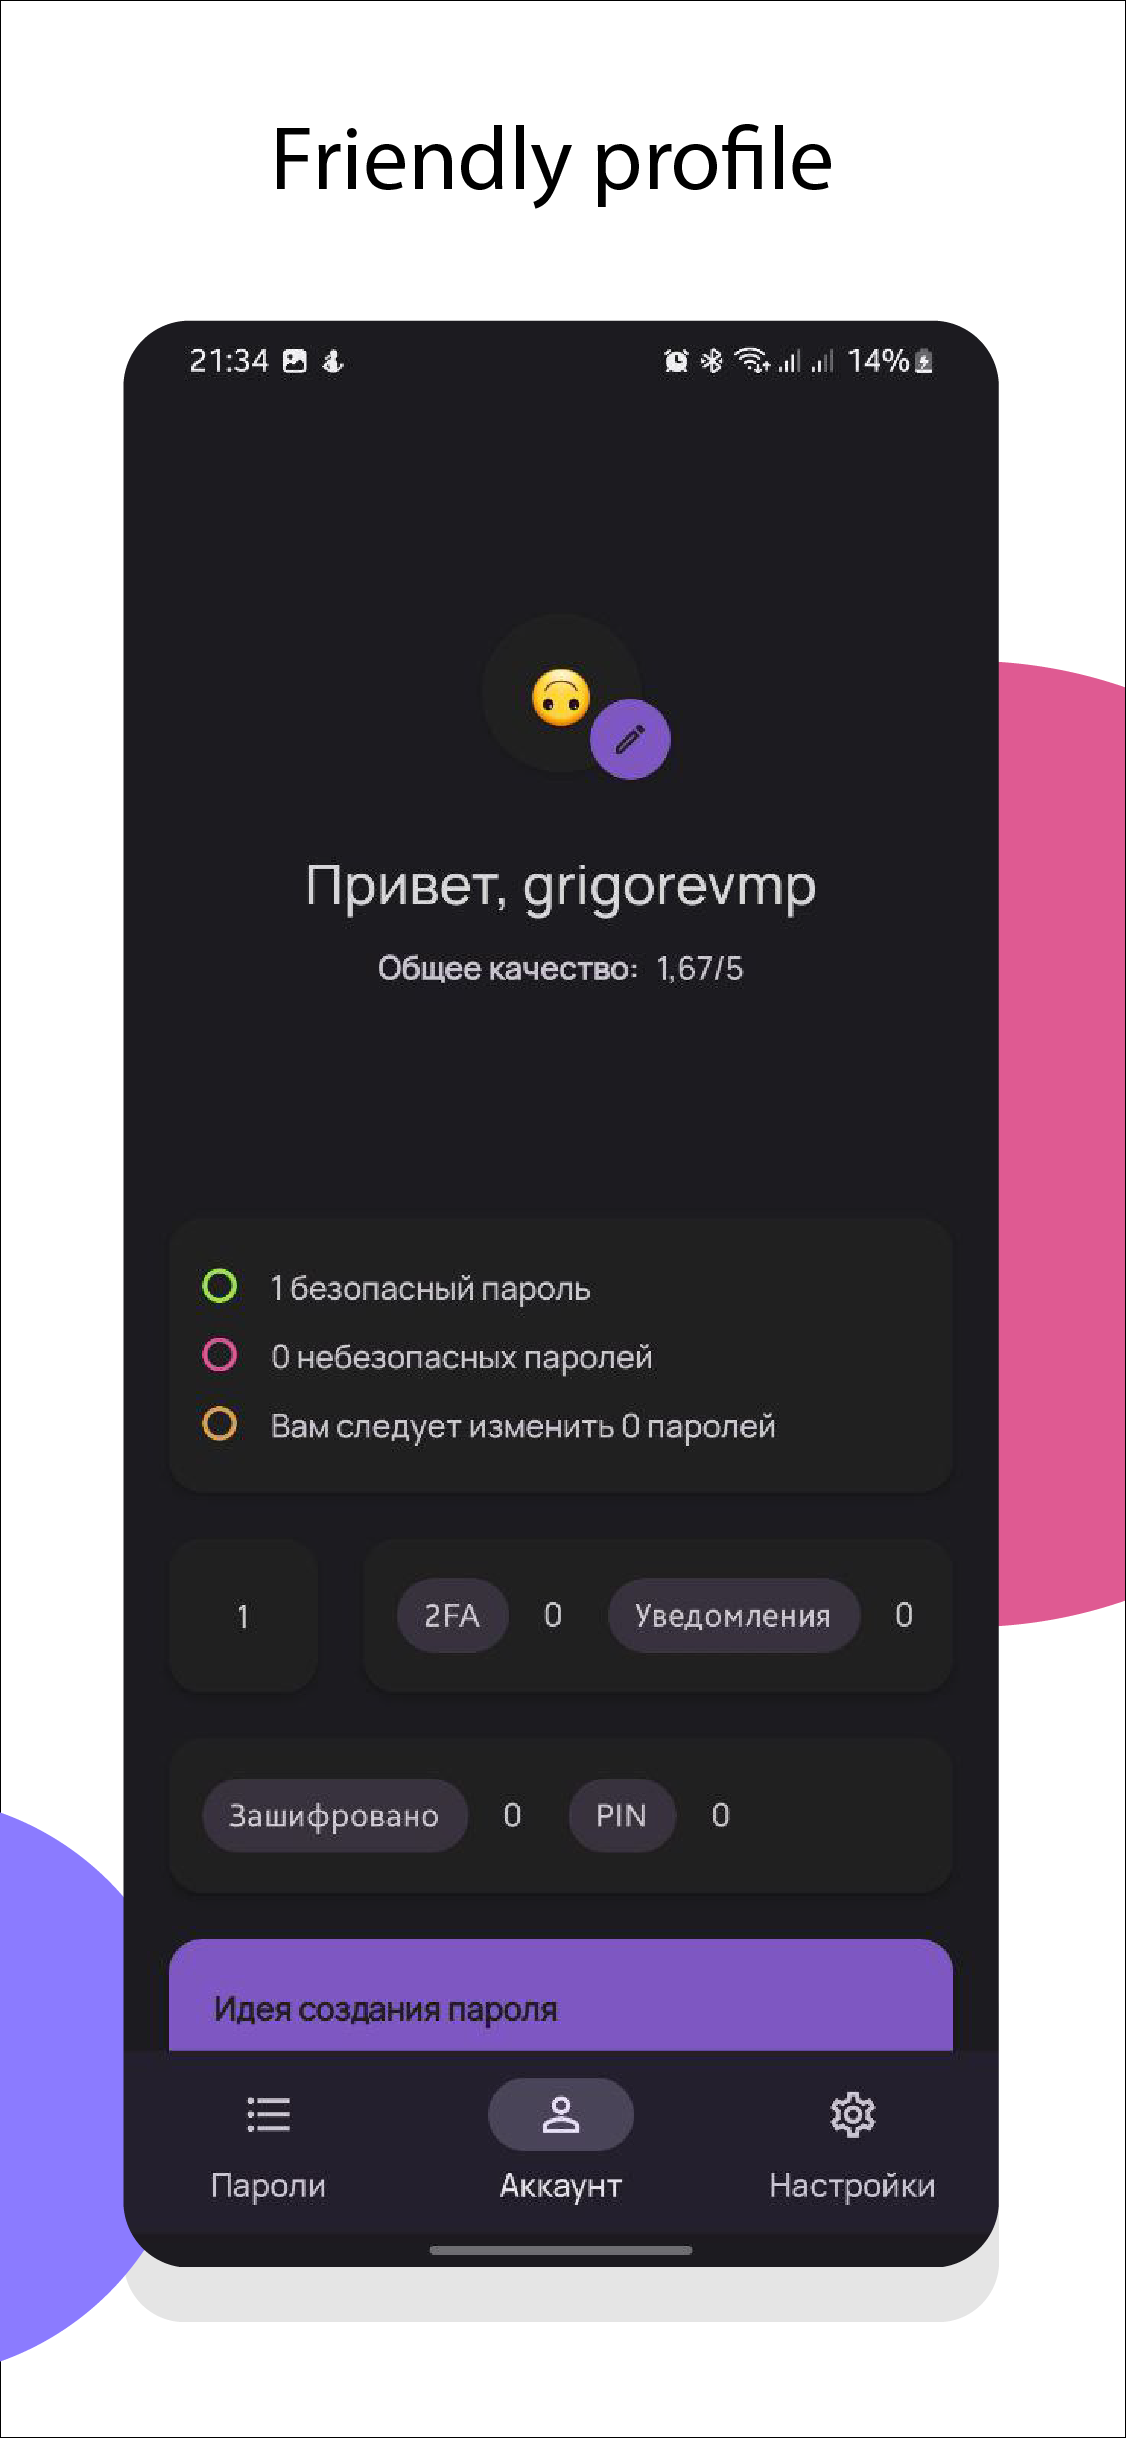 Friendly profile
21:34 14%
Привет, grigorevmp
Общее качество: 1,67/5
1 безопасный пароль
0 небезопасных паролей
Вам следует изменить 0 паролей
1 2FA 0 Уведомления 0
Зашифровано 0 PIN 0
Идея создания пароля
Пароли Аккаунт Настройки